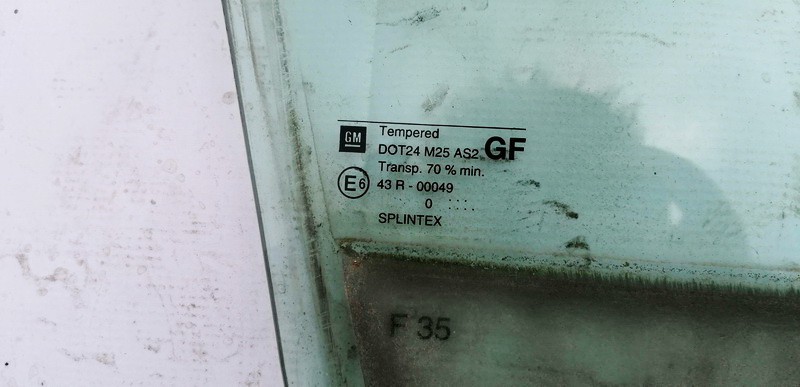 GM
Tempered
DOT24 M25 AS2 GF
Transp. 70 % min.
E6 43 R - 00049
0 ....
SPLINTEX
F 35